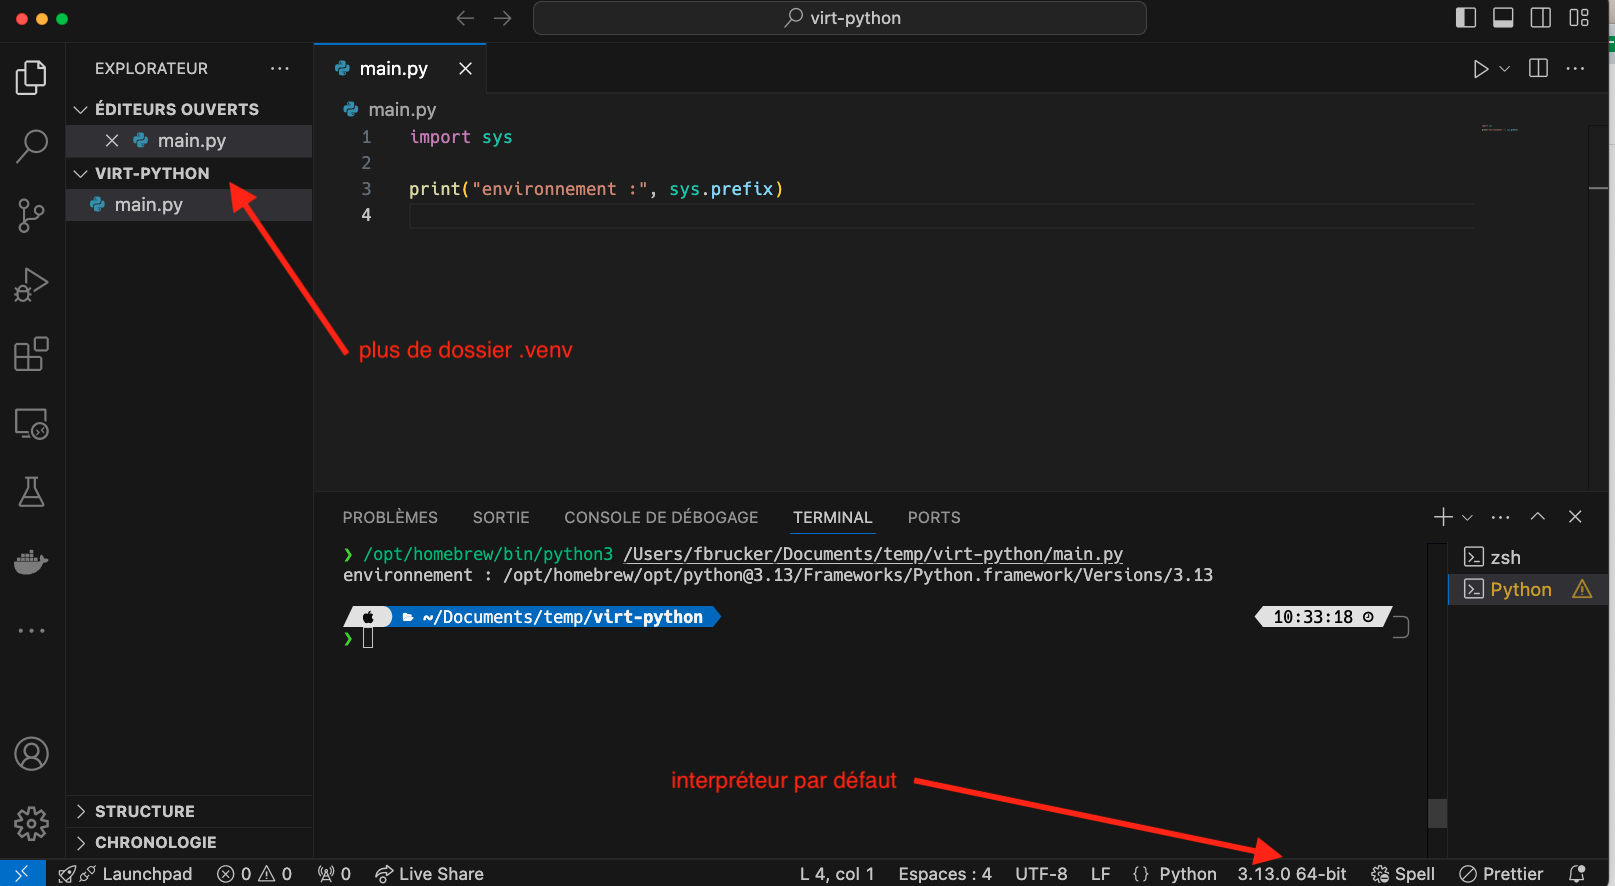 virt-python
EXPLORATEUR
ÉDITEURS OUVERTS
main.py
VIRT-PYTHON
main.py
STRUCTURE
CHRONOLOGIE
main.py
main.py
1 import sys
2
3 print("environnement :", sys.prefix)
4
plus de dossier .venv
PROBLÈMES SORTIE CONSOLE DE DÉBOGAGE TERMINAL PORTS
❯ /opt/homebrew/bin/python3 /Users/fbrucker/Documents/temp/virt-python/main.py
environnement : /opt/homebrew/opt/python@3.13/Frameworks/Python.framework/Versions/3.13
~/Documents/temp/virt-python 10:33:18
❯
zsh
Python
interpréteur par défaut
Launchpad 0 0 0 Live Share L 4, col 1 Espaces : 4 UTF-8 LF {} Python 3.13.0 64-bit Spell Prettier